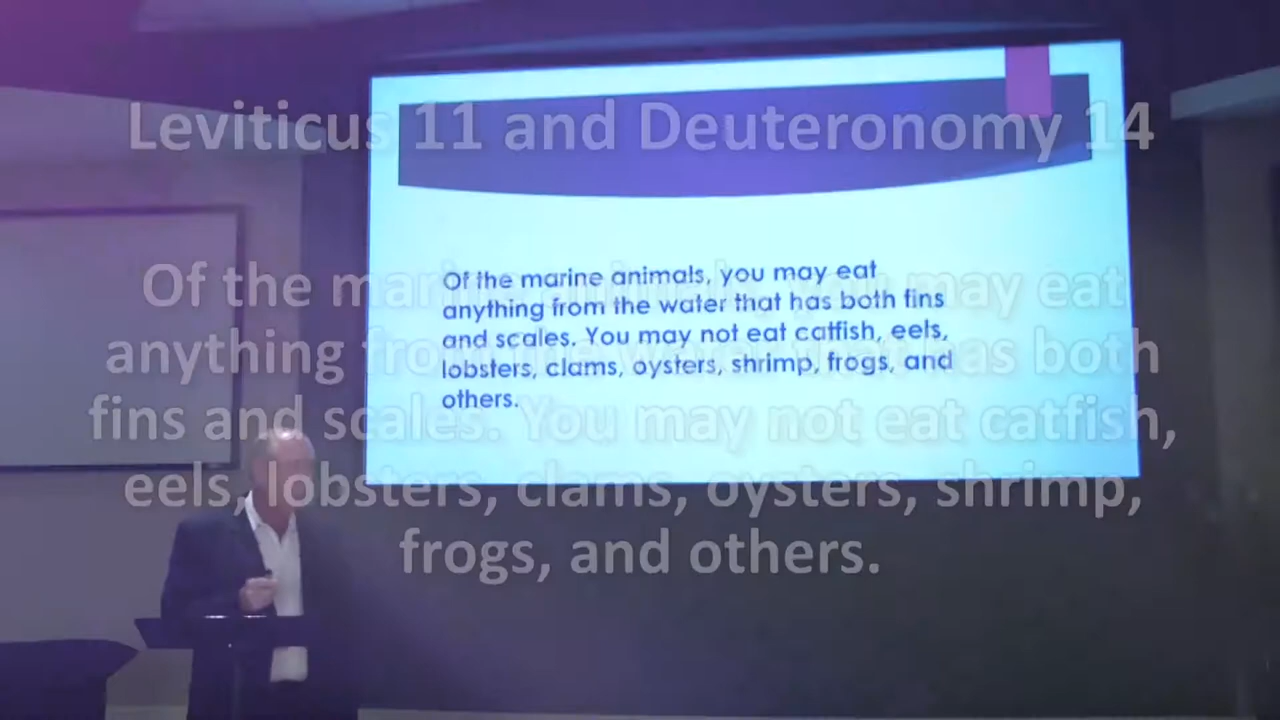 Leviticus 11 and Deuteronomy 14
Of the marine animals, you may eat
anything from the water that has both
fins and scales. You may not eat catfish,
eels, lobsters, clams, oysters, shrimp,
frogs, and others.
Of the marine animals, you may eat
anything from the water that has both fins
and scales. You may not eat catfish, eels,
lobsters, clams, oysters, shrimp, frogs, and
others.